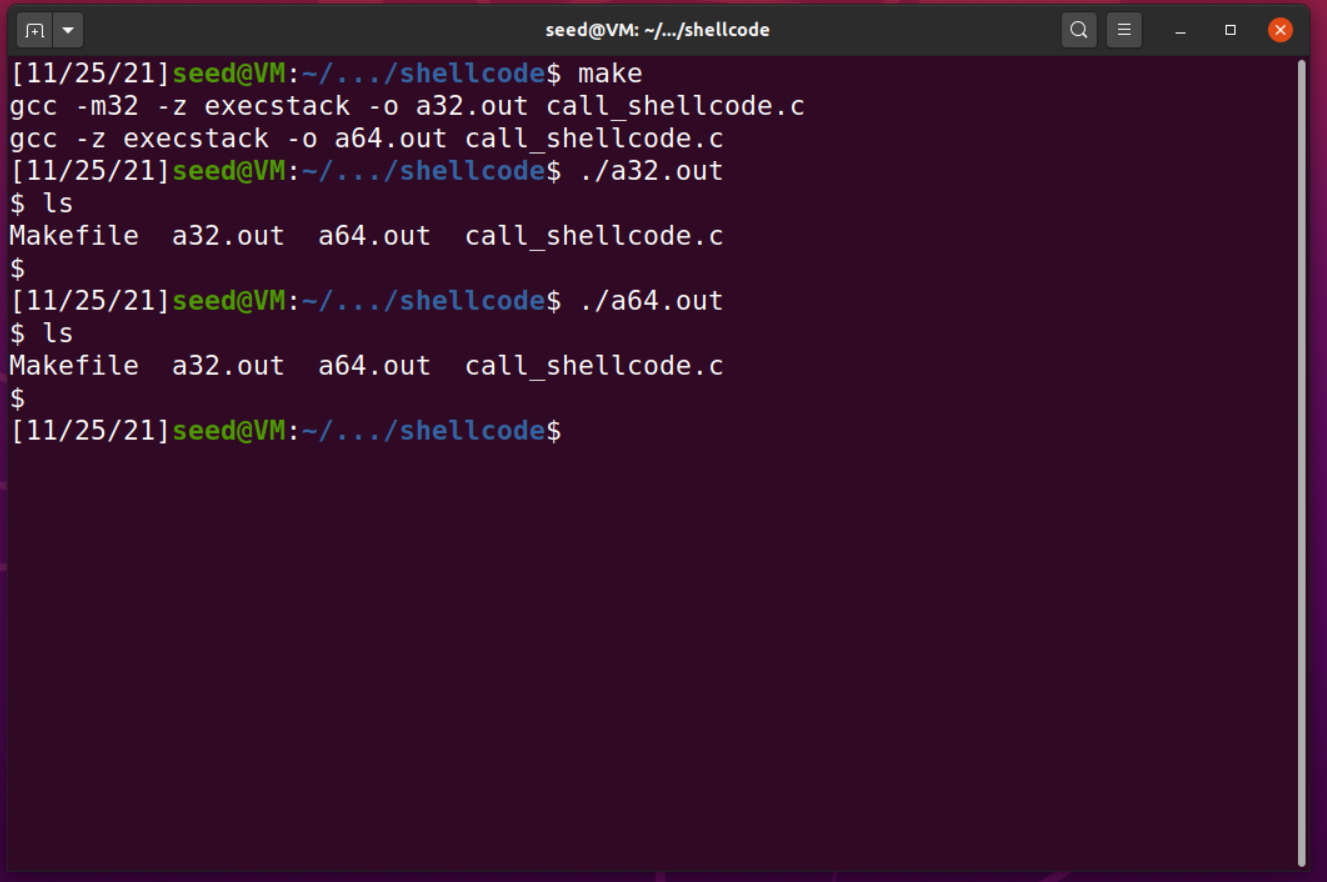 seed@VM: ~/.../shellcode
[11/25/21]seed@VM:~/.../shellcode$ make
gcc -m32 -z execstack -o a32.out call_shellcode.c
gcc -z execstack -o a64.out call_shellcode.c
[11/25/21]seed@VM:~/.../shellcode$ ./a32.out
$ ls
Makefile  a32.out  a64.out  call_shellcode.c
$
[11/25/21]seed@VM:~/.../shellcode$ ./a64.out
$ ls
Makefile  a32.out  a64.out  call_shellcode.c
$
[11/25/21]seed@VM:~/.../shellcode$